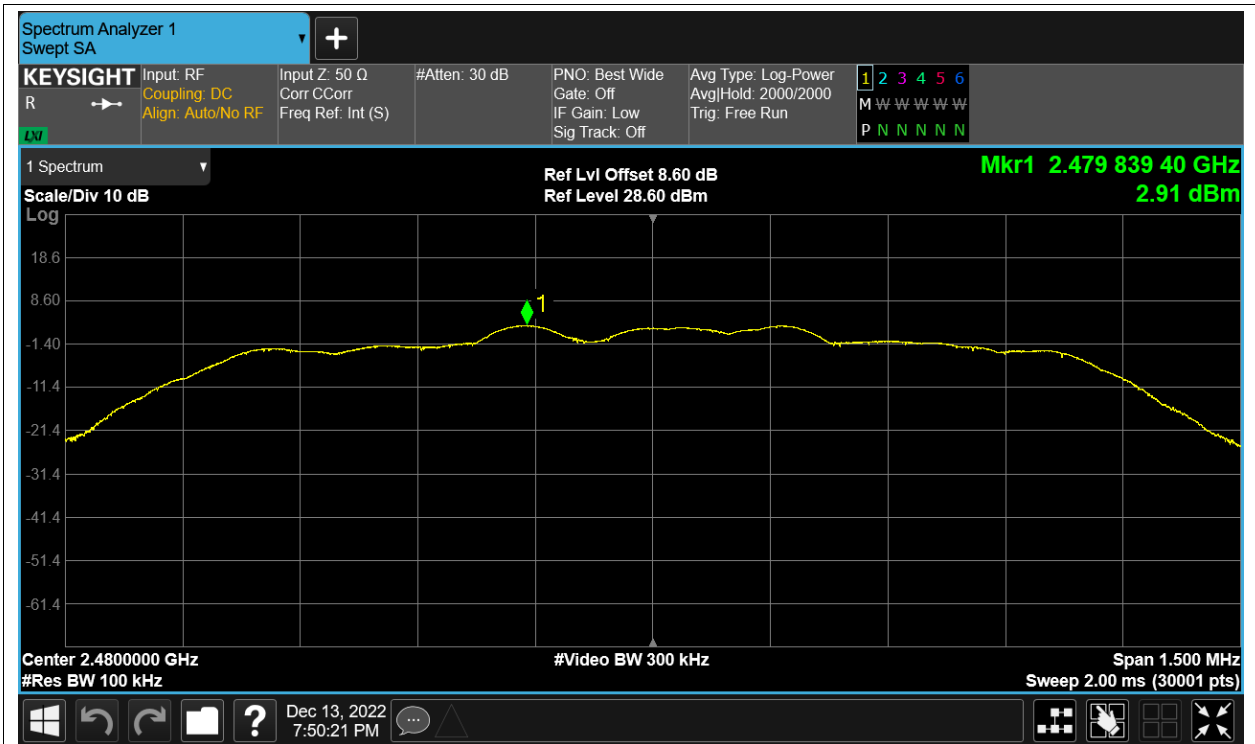 Spectrum Analyzer 1
Swept SA
KEYSIGHT
R
LXI
Input: RF
Coupling: DC
Align: Auto/No RF
Input Z: 50 Ω
Corr CCorr
Freq Ref: Int (S)
#Atten: 30 dB
PNO: Best Wide
Gate: Off
IF Gain: Low
Sig Track: Off
Avg Type: Log-Power
Avg|Hold: 2000/2000
Trig: Free Run
1 2 3 4 5 6
M W W W W W
P N N N N N
1 Spectrum
Scale/Div 10 dB
Log
Ref Lvl Offset 8.60 dB
Ref Level 28.60 dBm
Mkr1 2.479 839 40 GHz
2.91 dBm
18.6
8.60
1
-1.40
-11.4
-21.4
-31.4
-41.4
-51.4
-61.4
Center 2.4800000 GHz
#Res BW 100 kHz
#Video BW 300 kHz
Span 1.500 MHz
Sweep 2.00 ms (30001 pts)
?
Dec 13, 2022
7:50:21 PM